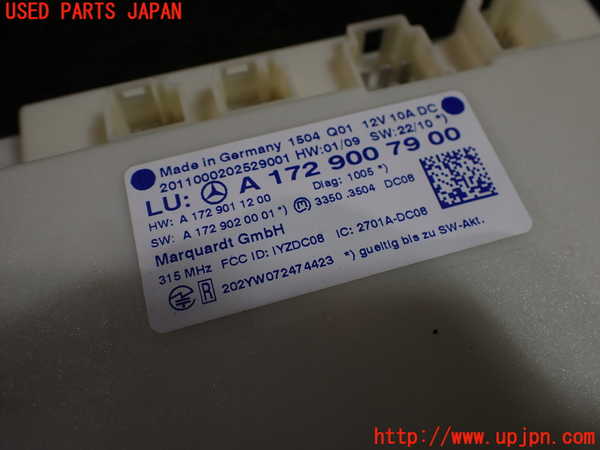 USED PARTS JAPAN
Made in Germany 1504 Q01 12V 10A DC
2011000202529001 HW:01/09 SW:22/10 *)
LU: A 172 900 79 00
HW: A 172 901 12 00 Diag: 1005 *)
SW: A 172 902 00 01 *) m 3350 .3504 DC08
Marquardt GmbH
315 MHz FCC ID: IYZDC08 IC: 2701A-DC08
R 202YW072474423 *) gueltig bis zu SW-Akt.
http://www.upjpn.com/